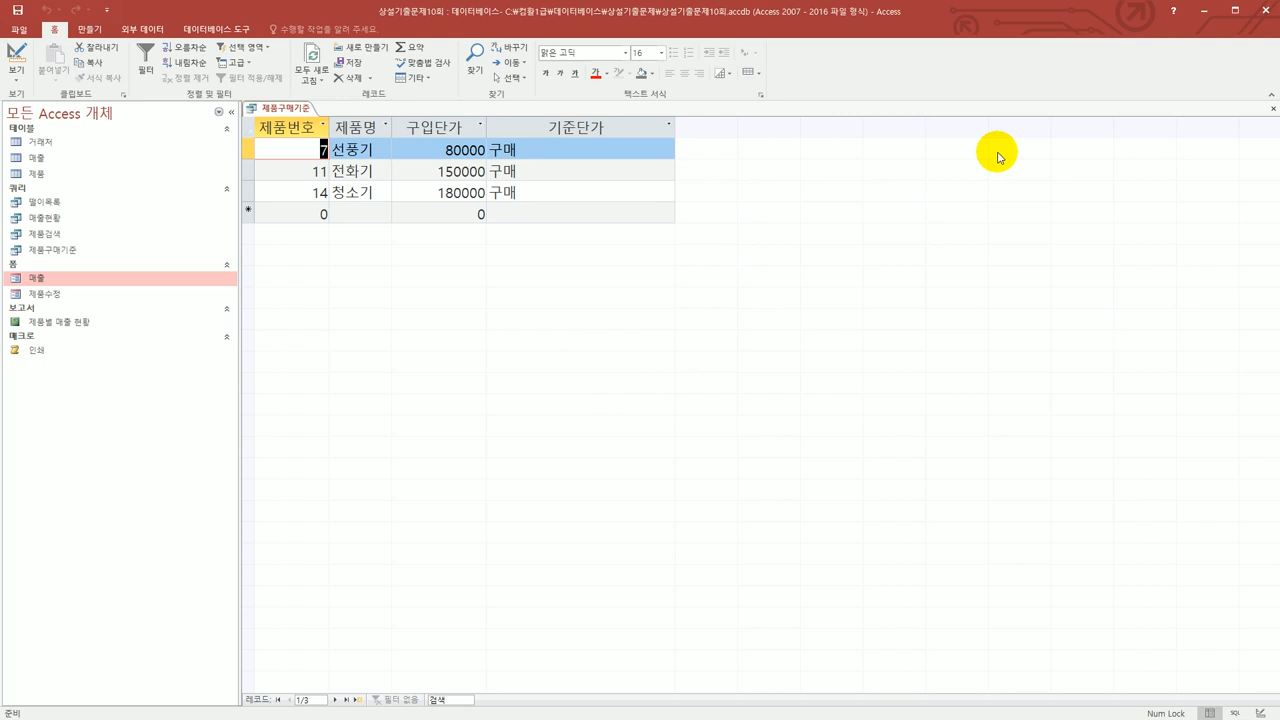 상설기출문제10회 : 데이터베이스- C:₩컴활1급₩데이터베이스₩상설기출문제₩상설기출문제10회.accdb (Access 2007 - 2016 파일 형식) - Access
파일 홈 만들기 외부 데이터 데이터베이스 도구 수행할 작업을 알려 주세요.
보기
보기
붙여넣기
잘라내기
복사
서식 복사
클립보드
필터
오름차순
내림차순
정렬 제거
선택 영역
고급
필터 적용/해제
정렬 및 필터
모두 새로 고침
새로 만들기
저장
삭제
요약
맞춤법 검사
기타
레코드
찾기
바꾸기
이동
선택
찾기
맑은 고딕 16
가 가 가 가
텍스트 서식
모든 Access 개체
테이블
거래처
매출
제품
쿼리
떨이목록
매출현황
제품검색
제품구매기준
폼
매출
제품수정
보고서
제품별 매출 현황
매크로
인쇄
제품구매기준
제품번호 제품명 구입단가 기준단가
7 선풍기 80000 구매
11 전화기 150000 구매
14 청소기 180000 구매
* 0 0
레코드: 1/3 필터 없음 검색
준비 Num Lock SQL